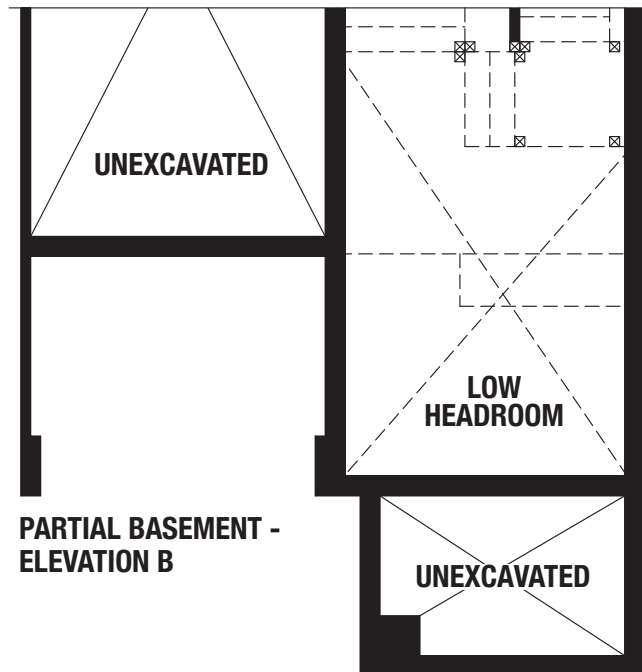 UNEXCAVATED
LOW
HEADROOM
PARTIAL BASEMENT -
ELEVATION B
UNEXCAVATED